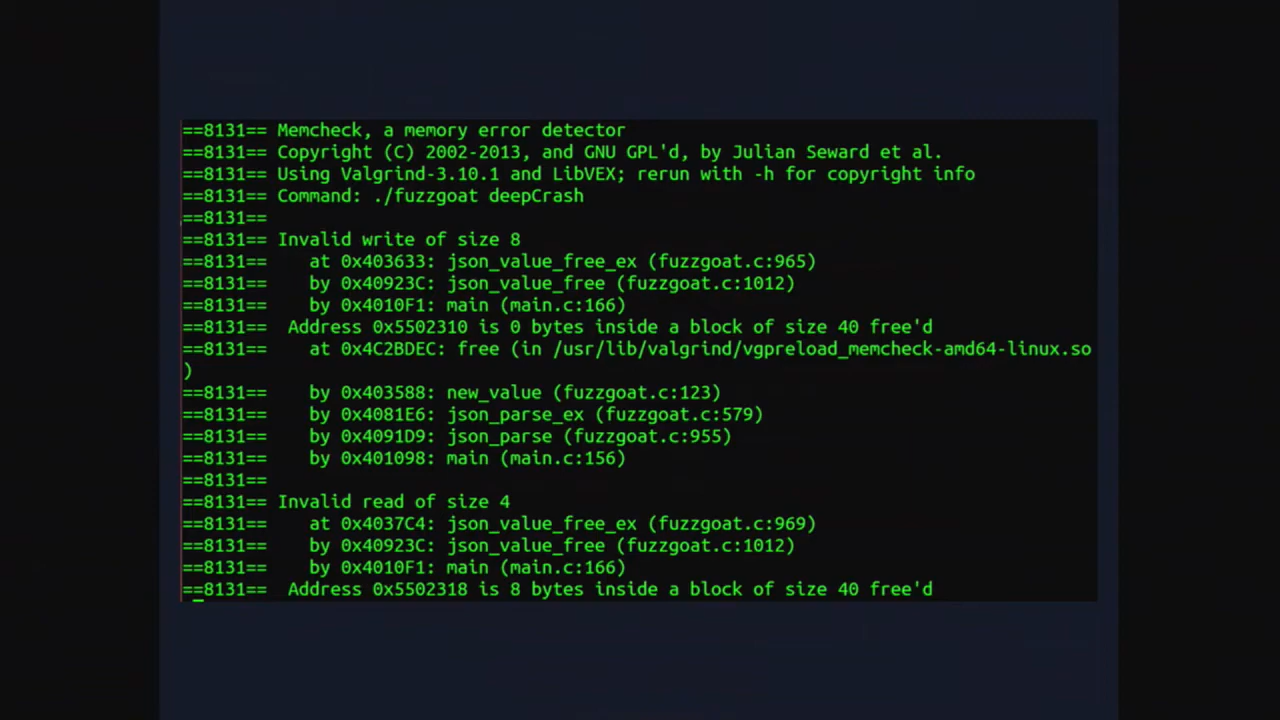 ==8131== Memcheck, a memory error detector
==8131== Copyright (C) 2002-2013, and GNU GPL'd, by Julian Seward et al.
==8131== Using Valgrind-3.10.1 and LibVEX; rerun with -h for copyright info
==8131== Command: ./fuzzgoat deepCrash
==8131==
==8131== Invalid write of size 8
==8131==    at 0x403633: json_value_free_ex (fuzzgoat.c:965)
==8131==    by 0x40923C: json_value_free (fuzzgoat.c:1012)
==8131==    by 0x4010F1: main (main.c:166)
==8131==  Address 0x5502310 is 0 bytes inside a block of size 40 free'd
==8131==    at 0x4C2BDEC: free (in /usr/lib/valgrind/vgpreload_memcheck-amd64-linux.so
)
==8131==    by 0x403588: new_value (fuzzgoat.c:123)
==8131==    by 0x4081E6: json_parse_ex (fuzzgoat.c:579)
==8131==    by 0x4091D9: json_parse (fuzzgoat.c:955)
==8131==    by 0x401098: main (main.c:156)
==8131==
==8131== Invalid read of size 4
==8131==    at 0x4037C4: json_value_free_ex (fuzzgoat.c:969)
==8131==    by 0x40923C: json_value_free (fuzzgoat.c:1012)
==8131==    by 0x4010F1: main (main.c:166)
==8131==  Address 0x5502318 is 8 bytes inside a block of size 40 free'd